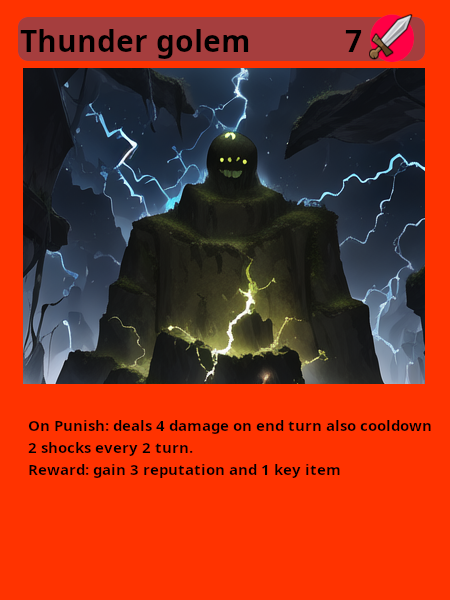 Thunder golem 7
On Punish: deals 4 damage on end turn also cooldown
2 shocks every 2 turn.
Reward: gain 3 reputation and 1 key item